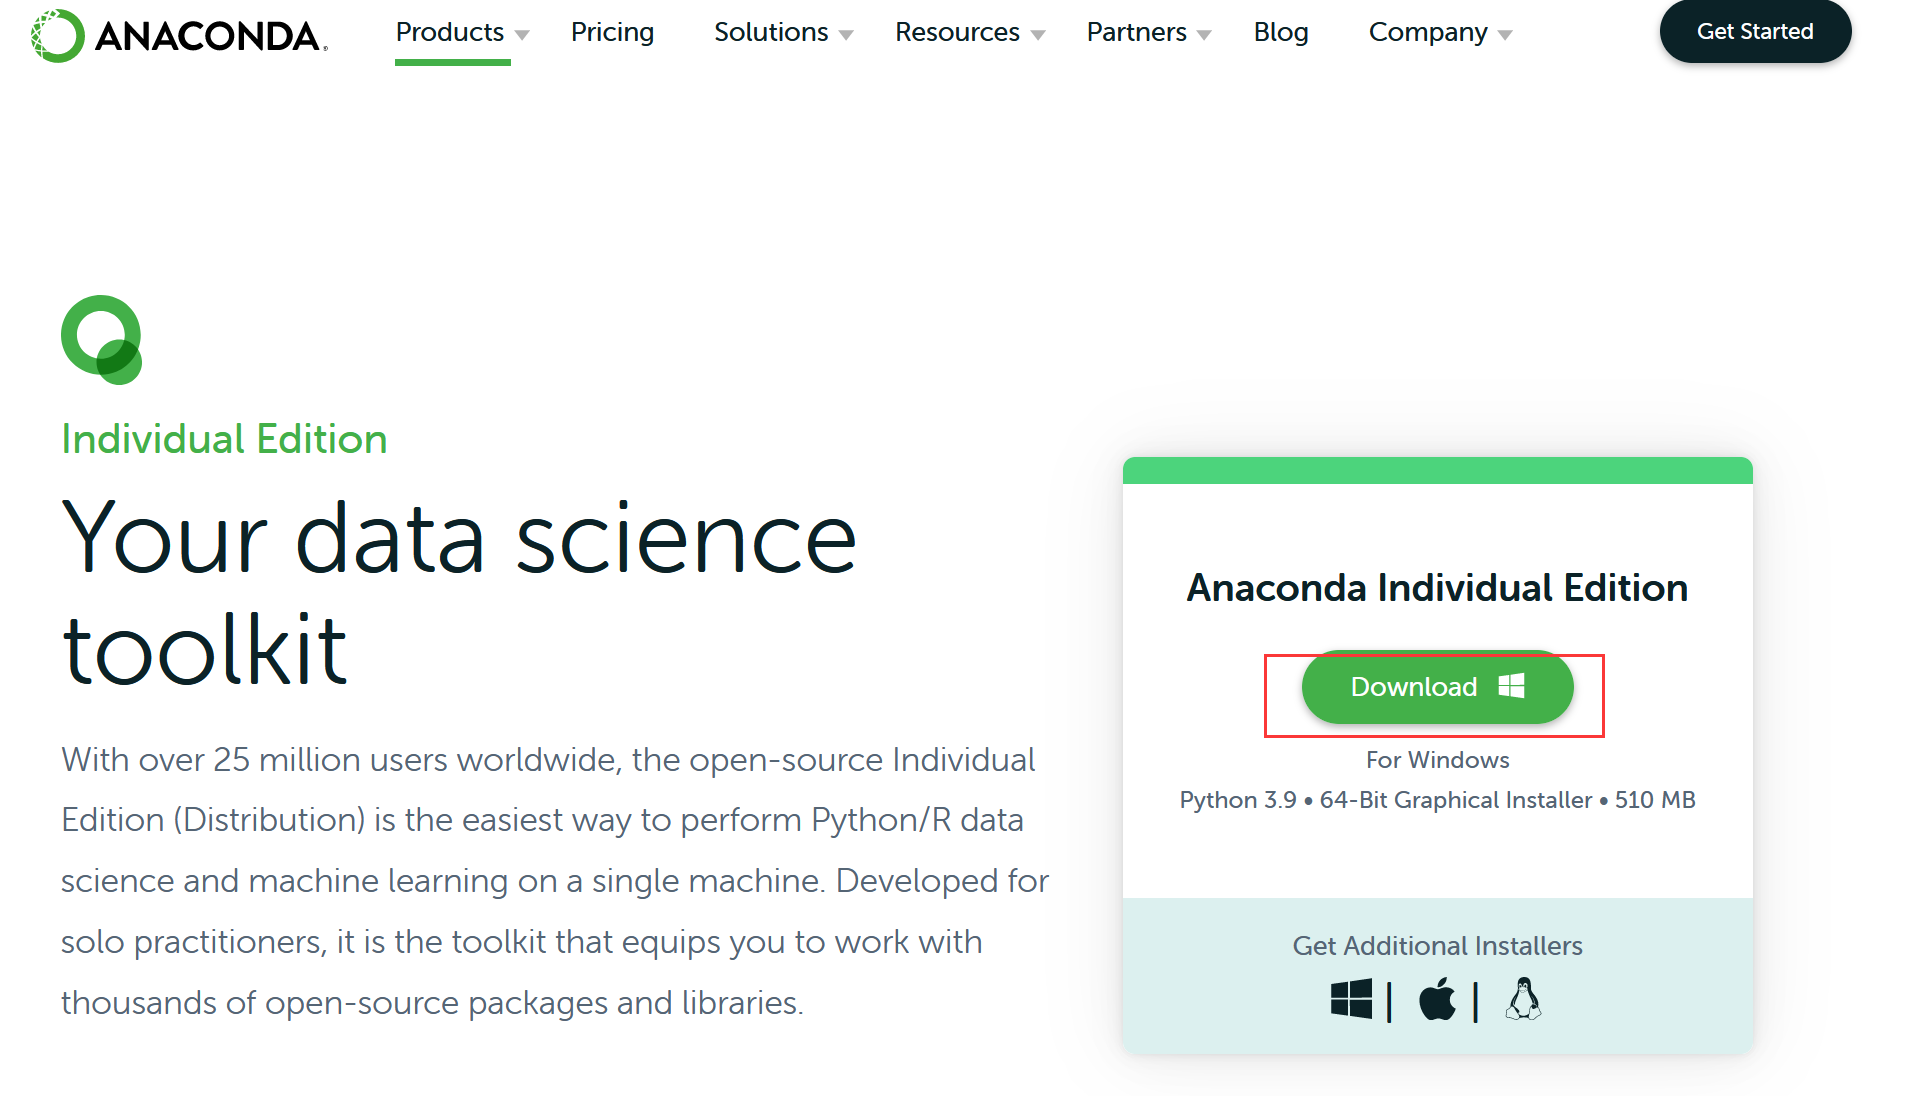 ANACONDA.
Products
Pricing
Solutions
Resources
Partners
Blog
Company
Get Started
Individual Edition
Your data science
toolkit
With over 25 million users worldwide, the open-source Individual
Edition (Distribution) is the easiest way to perform Python/R data
science and machine learning on a single machine. Developed for
solo practitioners, it is the toolkit that equips you to work with
thousands of open-source packages and libraries.
Anaconda Individual Edition
Download
For Windows
Python 3.9 • 64-Bit Graphical Installer • 510 MB
Get Additional Installers